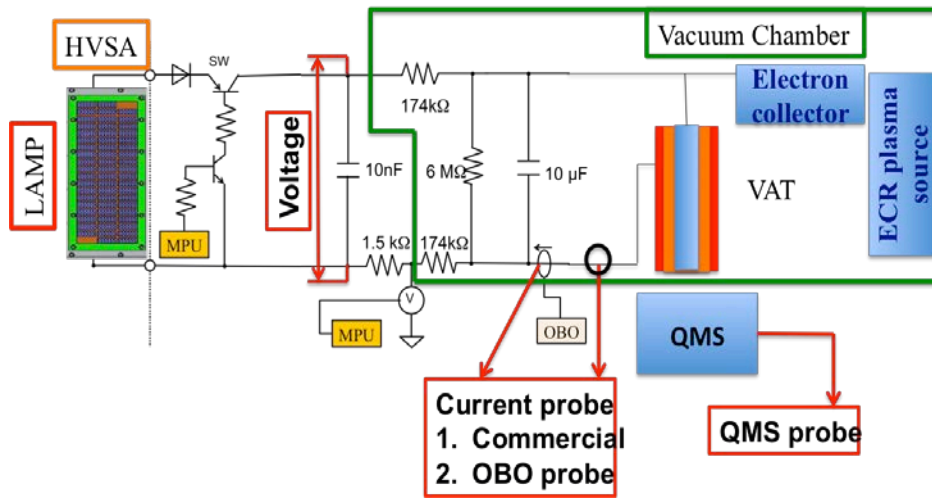 HVSA
SW
Vacuum Chamber
Electron
collector
ECR plasma
source
LAMP
Voltage
174kΩ
10nF
6 MΩ
10 µF
VAT
MPU
1.5 kΩ
174kΩ
V
MPU
OBO
QMS
Current probe
1. Commercial
2. OBO probe
QMS probe